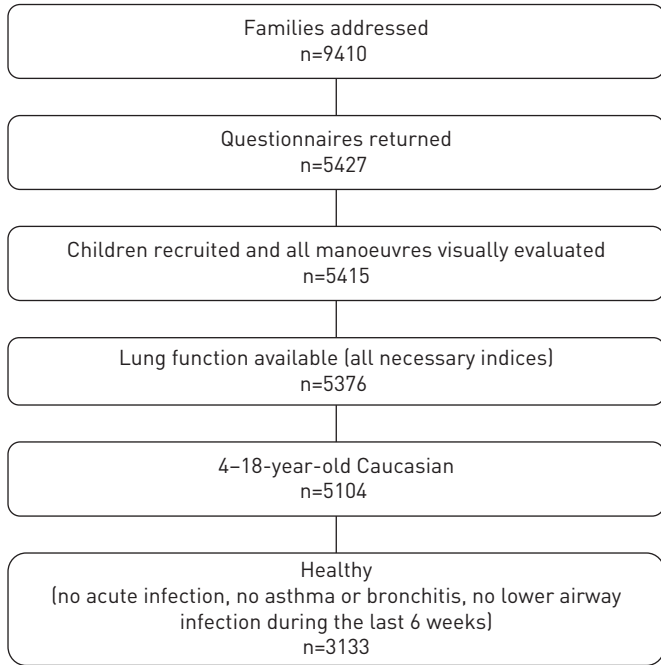 Families addressed
n=9410
Questionnaires returned
n=5427
Children recruited and all manoeuvres visually evaluated
n=5415
Lung function available (all necessary indices)
n=5376
4–18-year-old Caucasian
n=5104
Healthy
(no acute infection, no asthma or bronchitis, no lower airway
infection during the last 6 weeks)
n=3133